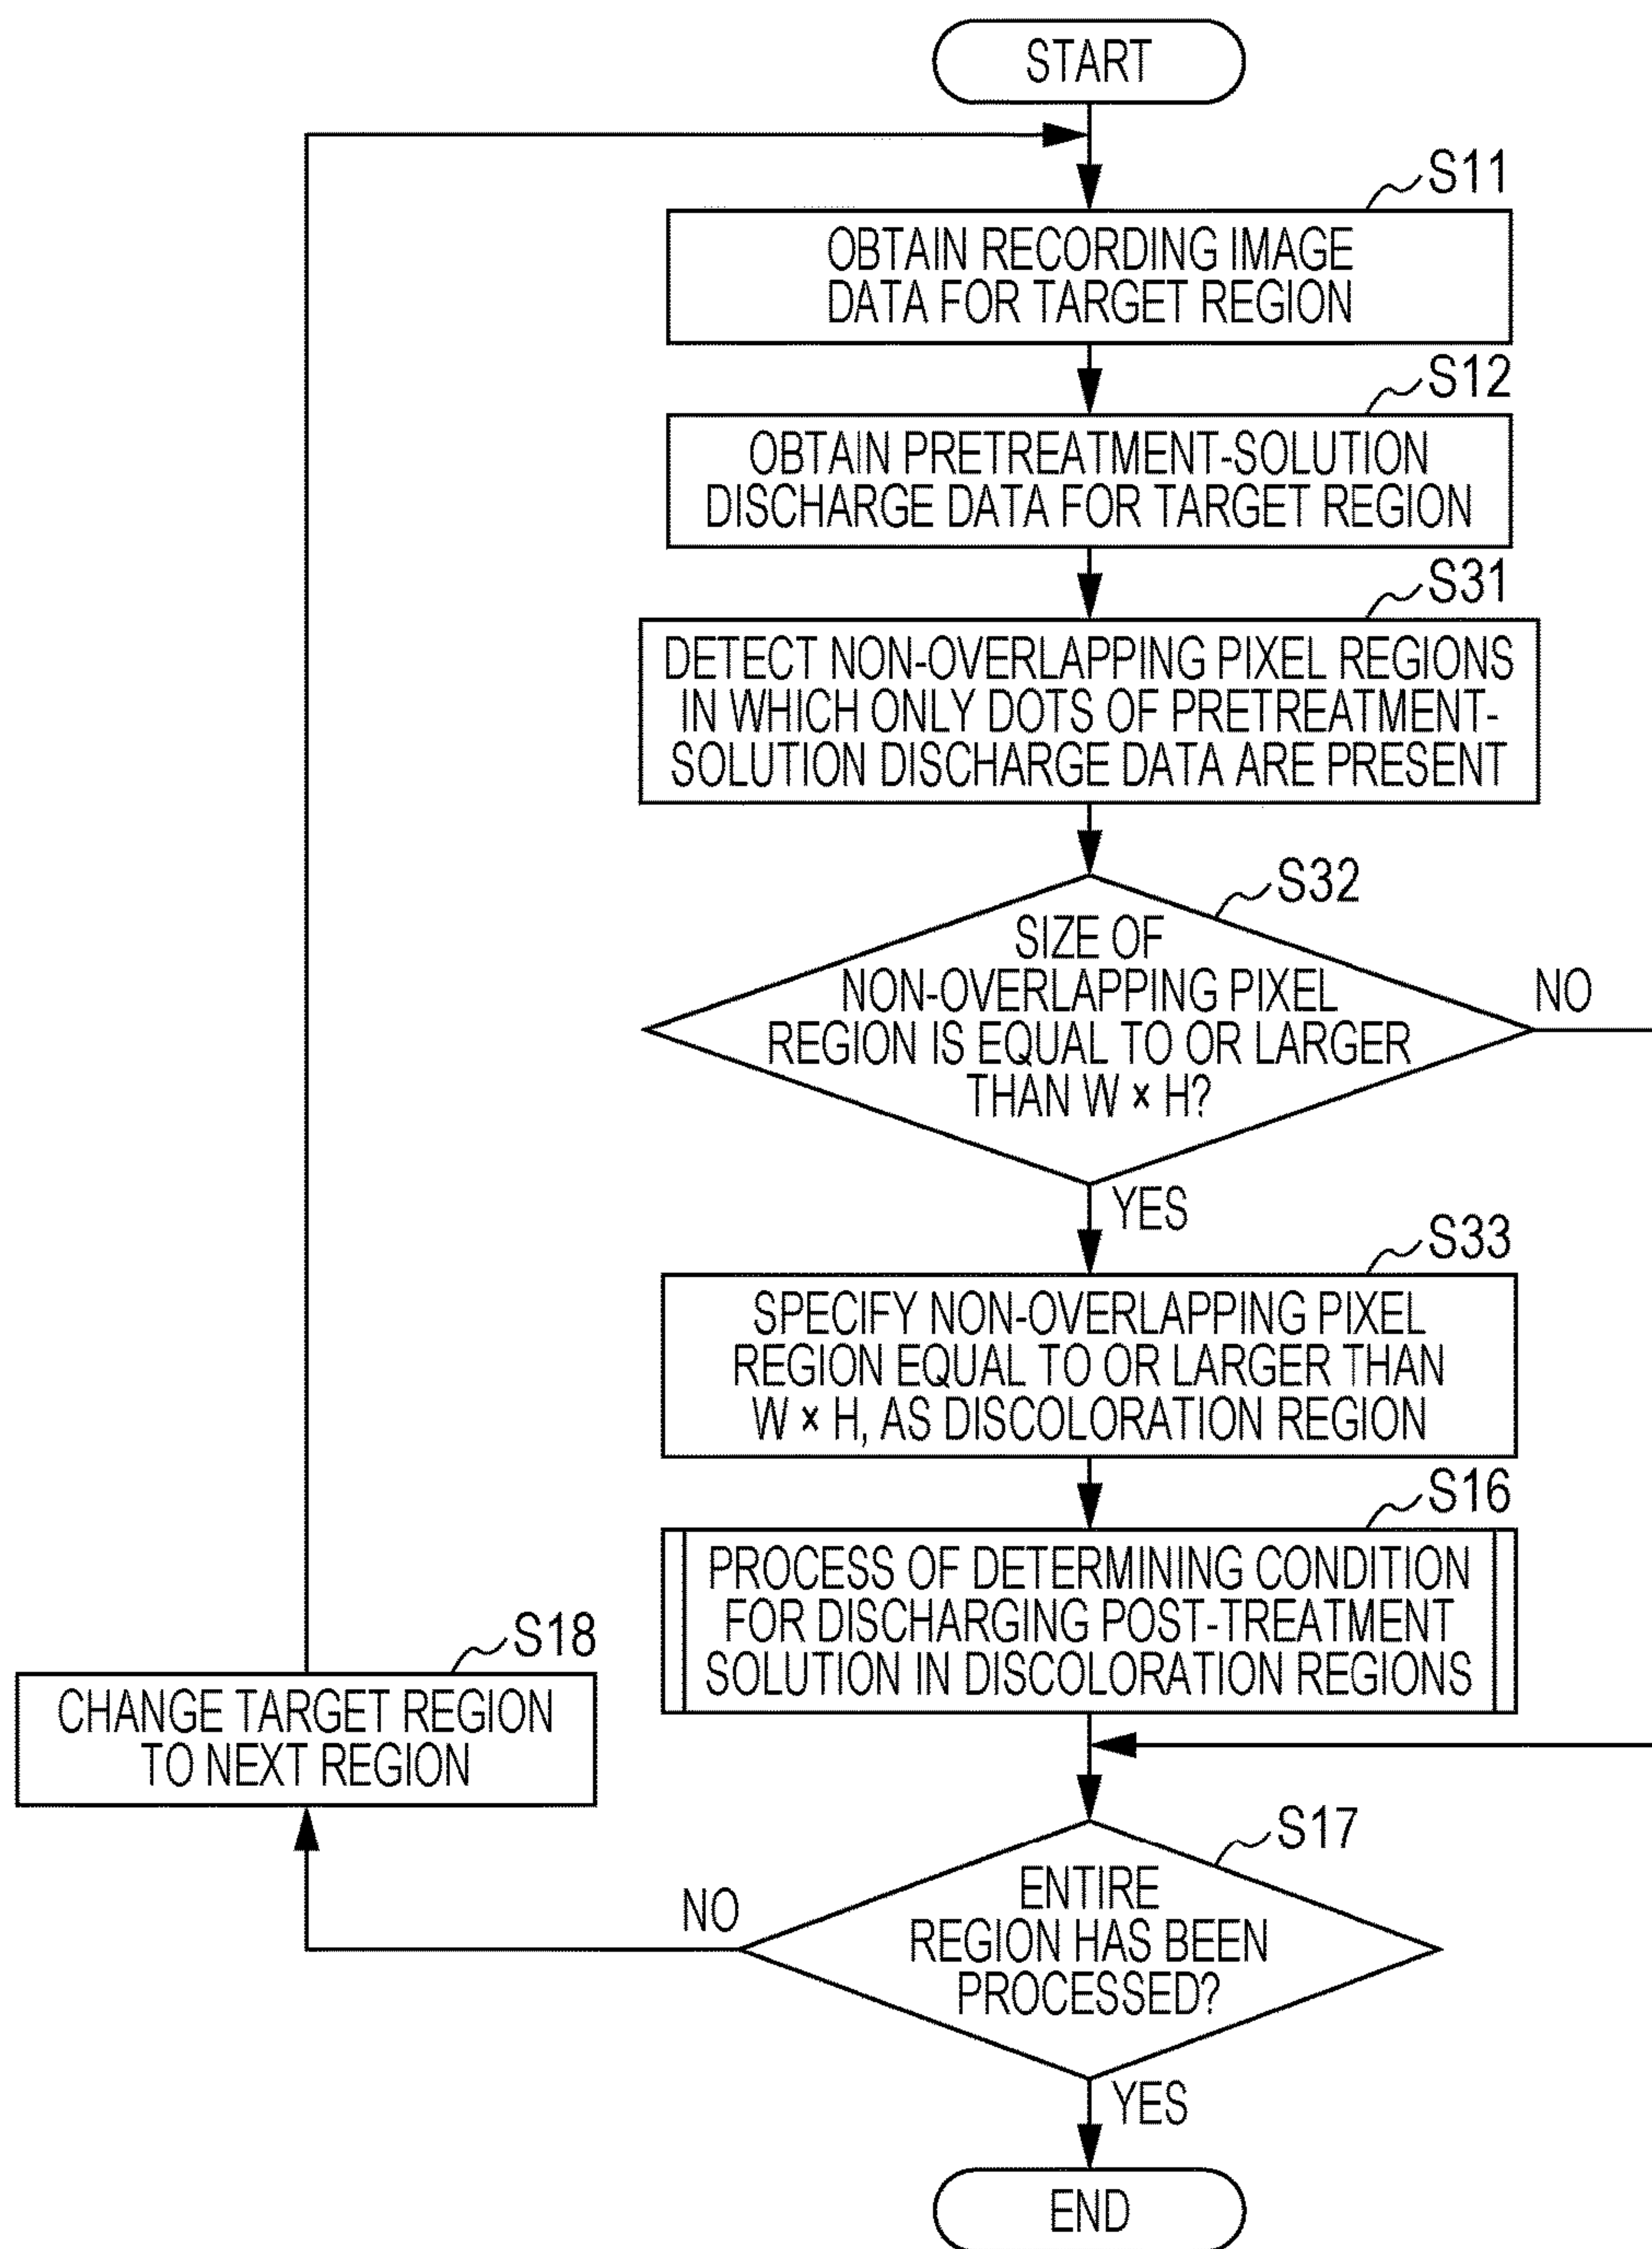 START
S11
OBTAIN RECORDING IMAGE
DATA FOR TARGET REGION
S12
OBTAIN PRETREATMENT-SOLUTION
DISCHARGE DATA FOR TARGET REGION
S31
DETECT NON-OVERLAPPING PIXEL REGIONS
IN WHICH ONLY DOTS OF PRETREATMENT-
SOLUTION DISCHARGE DATA ARE PRESENT
S32
SIZE OF
NON-OVERLAPPING PIXEL
REGION IS EQUAL TO OR LARGER
THAN W × H?
NO
YES
S33
SPECIFY NON-OVERLAPPING PIXEL
REGION EQUAL TO OR LARGER THAN
W × H, AS DISCOLORATION REGION
S16
PROCESS OF DETERMINING CONDITION
FOR DISCHARGING POST-TREATMENT
SOLUTION IN DISCOLORATION REGIONS
S18
CHANGE TARGET REGION
TO NEXT REGION
S17
ENTIRE
REGION HAS BEEN
PROCESSED?
NO
YES
END